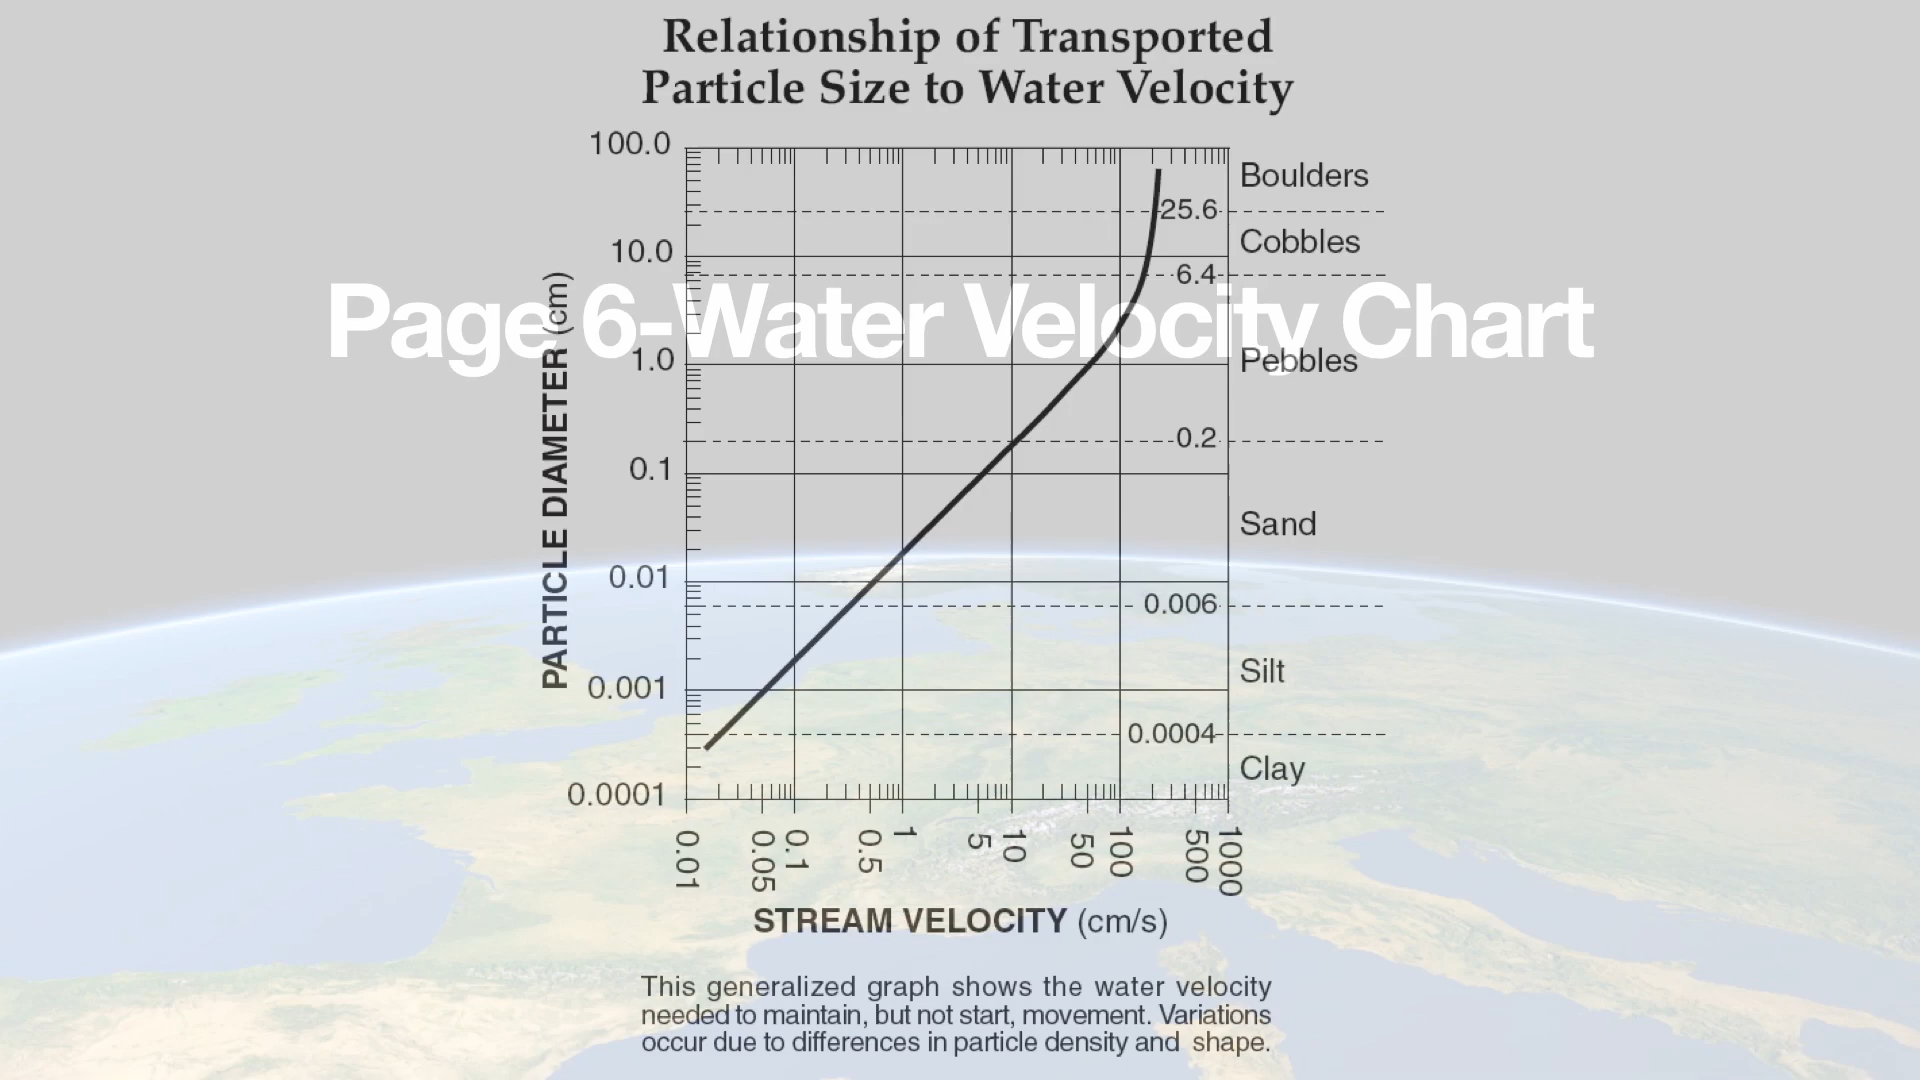 Relationship of Transported
Particle Size to Water Velocity
Page 6-Water Velocity Chart
PARTICLE DIAMETER (cm)
100.0
10.0
1.0
0.1
0.01
0.001
0.0001
Boulders
25.6
Cobbles
6.4
Pebbles
0.2
Sand
0.006
Silt
0.0004
Clay
0.01
0.05
0.1
0.5
1
5
10
50
100
500
1000
STREAM VELOCITY (cm/s)
This generalized graph shows the water velocity
needed to maintain, but not start, movement. Variations
occur due to differences in particle density and shape.